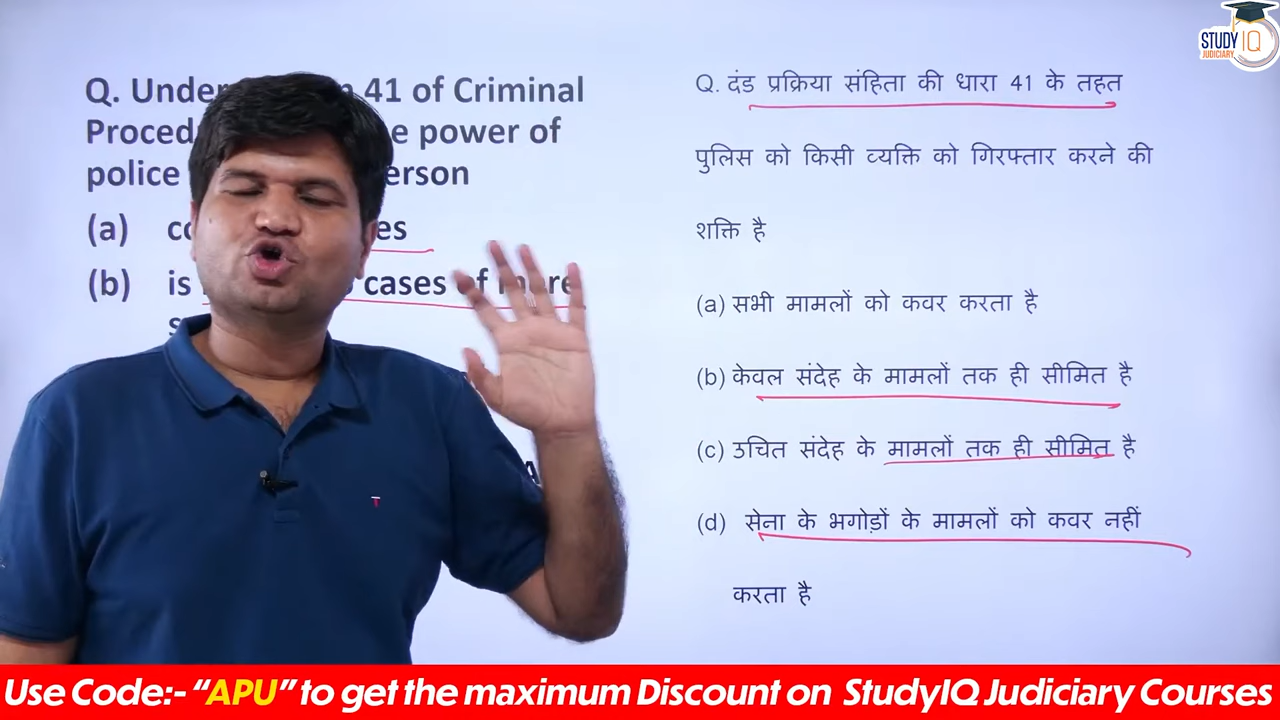 STUDY IQ
JUDICIARY
Q. Unde 41 of Criminal
Proced e power of
police erson
(a) co es
(b) is cases of more
s
Q. दंड प्रक्रिया संहिता की धारा 41 के तहत
पुलिस को किसी व्यक्ति को गिरफ्तार करने की
शक्ति है
(a) सभी मामलों को कवर करता है
(b) केवल संदेह के मामलों तक ही सीमित है
(c) उचित संदेह के मामलों तक ही सीमित है
(d) सेना के भगोड़ों के मामलों को कवर नहीं
करता है
Use Code:- “APU” to get the maximum Discount on StudyIQ Judiciary Courses